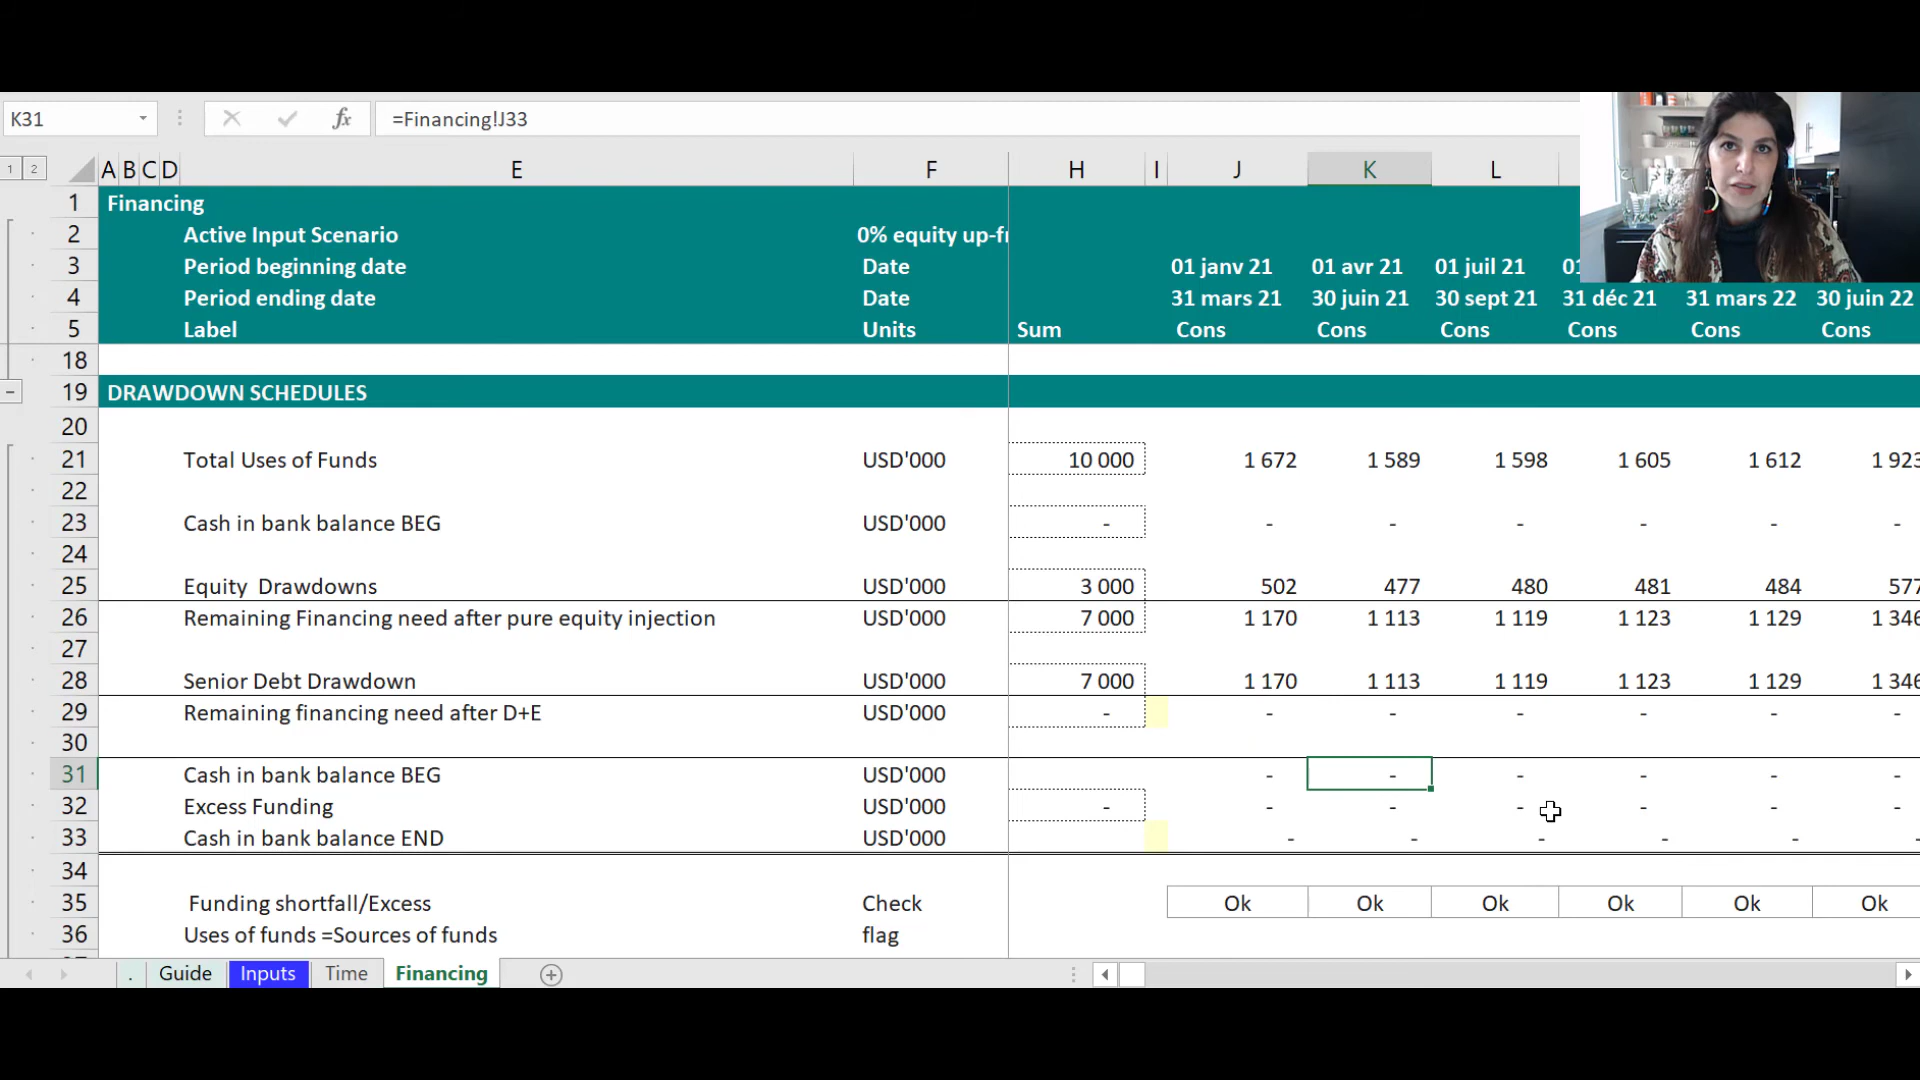 K31 fx =Financing!J33
1 2 A B C D E F H I J K L
1 Financing
2 Active Input Scenario 0% equity up-fr
3 Period beginning date Date 01 janv 21 01 avr 21 01 juil 21
4 Period ending date Date 31 mars 21 30 juin 21 30 sept 21 31 déc 21 31 mars 22 30 juin 22
5 Label Units Sum Cons Cons Cons Cons Cons Cons
18
19 DRAWDOWN SCHEDULES
20
21 Total Uses of Funds USD'000 10 000 1 672 1 589 1 598 1 605 1 612 1 923
22
23 Cash in bank balance BEG USD'000 - - - - - - -
24
25 Equity Drawdowns USD'000 3 000 502 477 480 481 484 577
26 Remaining Financing need after pure equity injection USD'000 7 000 1 170 1 113 1 119 1 123 1 129 1 346
27
28 Senior Debt Drawdown USD'000 7 000 1 170 1 113 1 119 1 123 1 129 1 346
29 Remaining financing need after D+E USD'000 - - - - - - -
30
31 Cash in bank balance BEG USD'000 - - - - - -
32 Excess Funding USD'000 - - - - - - -
33 Cash in bank balance END USD'000 - - - - - -
34
35 Funding shortfall/Excess Check Ok Ok Ok Ok Ok Ok
36 Uses of funds =Sources of funds flag
. Guide Inputs Time Financing